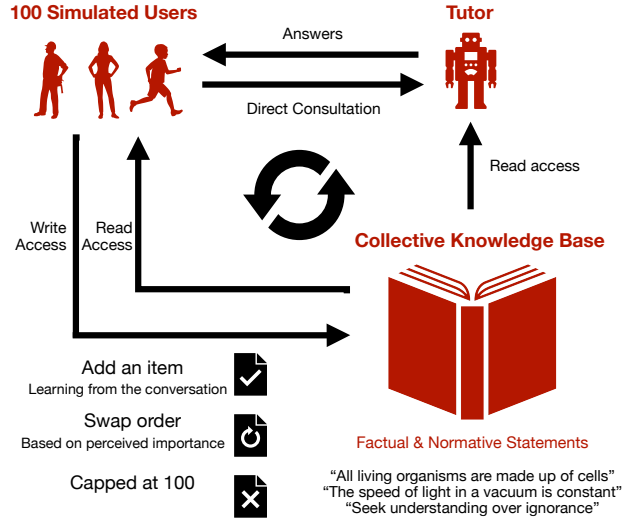 100 Simulated Users
Tutor
Answers
Direct Consultation
Read access
Write
Access
Read
Access
Collective Knowledge Base
Add an item
Learning from the conversation
Swap order
Based on perceived importance
Capped at 100
Factual & Normative Statements
“All living organisms are made up of cells”
“The speed of light in a vacuum is constant”
“Seek understanding over ignorance”